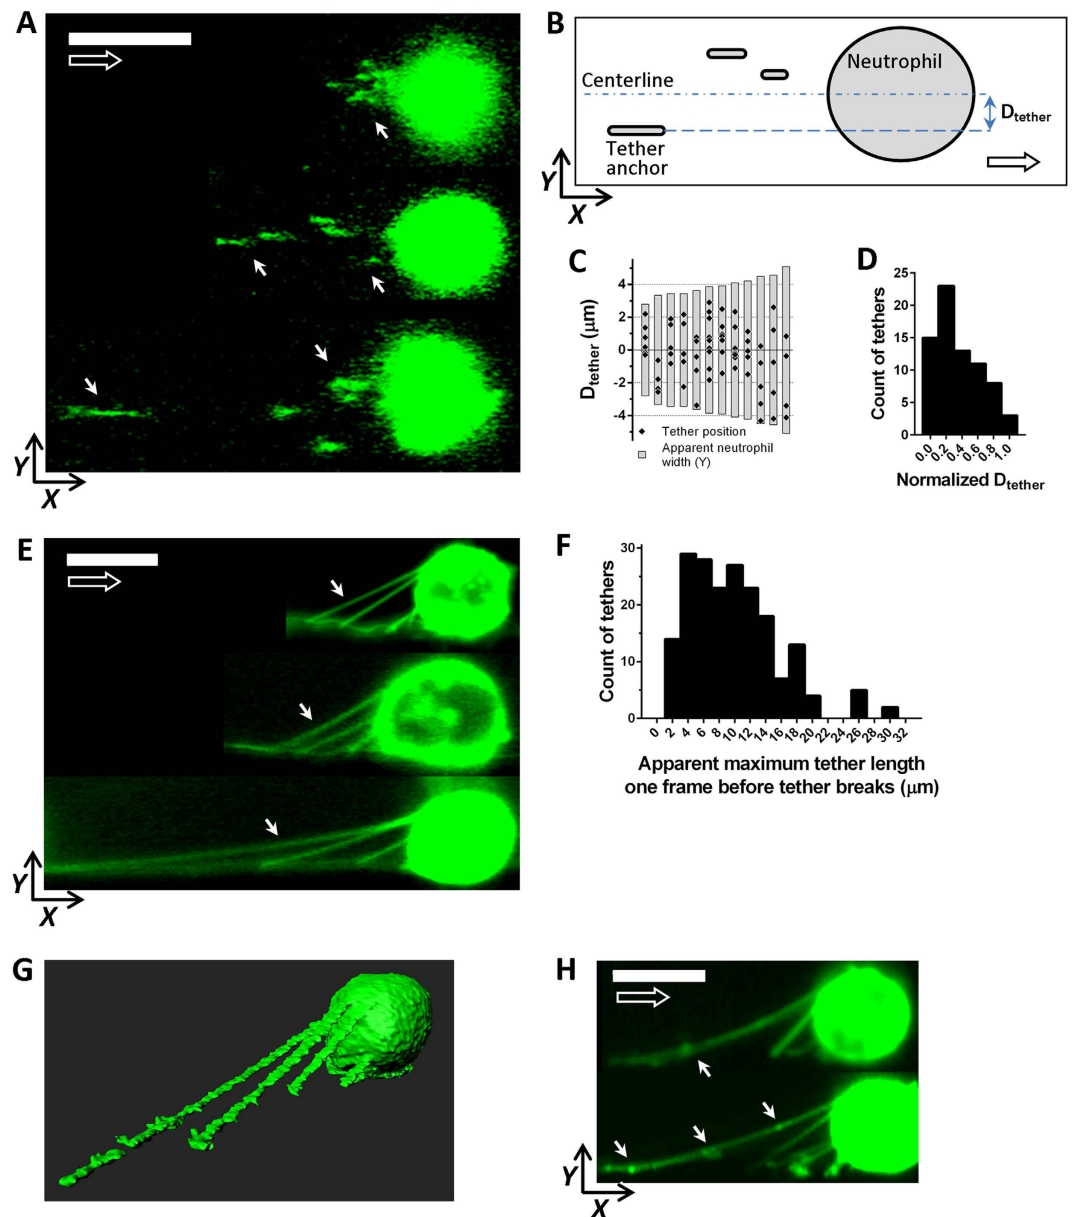 A
Y
X
B
Neutrophil
Centerline
Dtether
Tether
anchor
Y
X
C
Dtether (μm)
4
2
0
-2
-4
Tether position
Apparent neutrophil
width (Y)
D
Count of tethers
25
20
15
10
5
0
0.0 0.2 0.4 0.6 0.8 1.0
Normalized Dtether
E
Y
X
F
Count of tethers
30
20
10
0
0 2 4 6 8 10 12 14 16 18 20 22 24 26 28 30 32
Apparent maximum tether length
one frame before tether breaks (μm)
G
H
Y
X